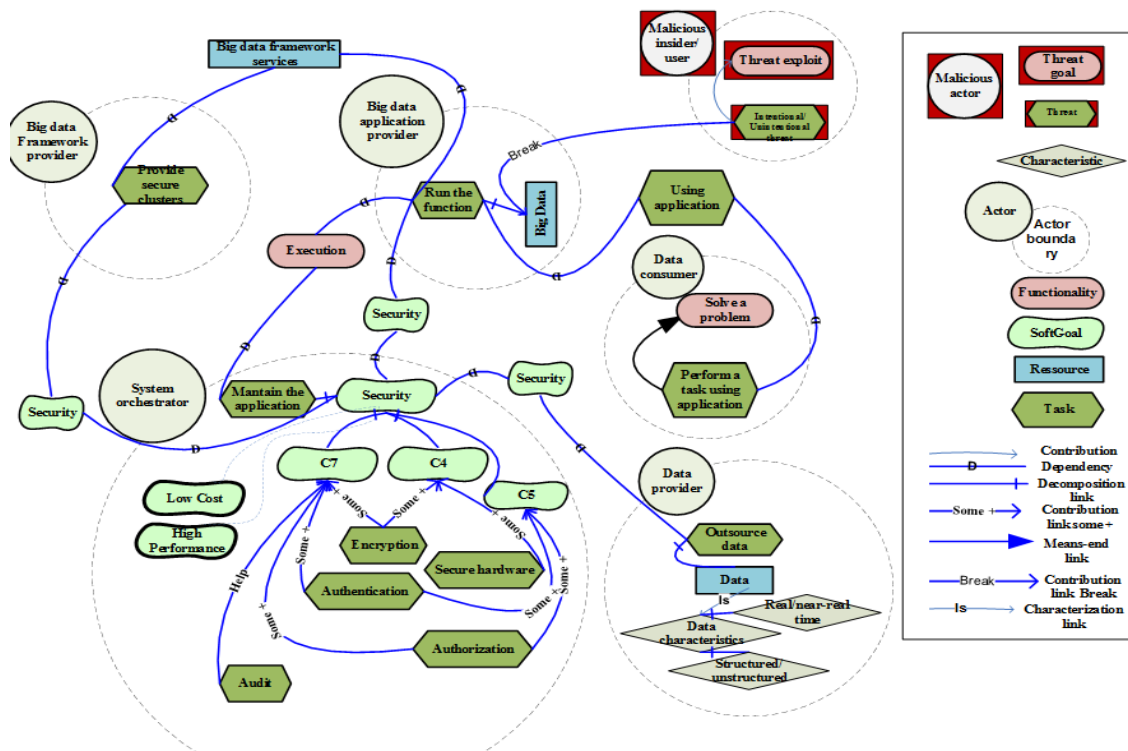 Big data framework
services
Big data
Framework
provider
Provide
secure clusters
Big data
application
provider
Malicious
insider/
user
Threat exploit
Intentional/
Unintentional
threat
Break
Run the
function
Big Data
Using
application
Execution
D
D
D
D
D
D
D
D
D
D
D
D
Data
consumer
Solve a
problem
Perform a
task using
application
Security
Security
System
orchestrator
Mantain the
application
Security
Security
C7
C4
C5
Low Cost
High
Performance
Some +
Some +
Some +
Some +
Some +
Some +
Some +
Help
Encryption
Secure hardware
Authentication
Authorization
Audit
Data
provider
Outsource
data
Data
Is
Real/near-real
time
Data
characteristics
Structured/
unstructured
Malicious
actor
Threat
goal
Threat
Characteristic
Actor
Actor
bounda
ry
Functionality
SoftGoal
Ressource
Task
Contribution
D
Dependency
Decomposition
link
Some +
Contribution
link some +
Means-end
link
Break
Contribution
link Break
Is
Characterization
link